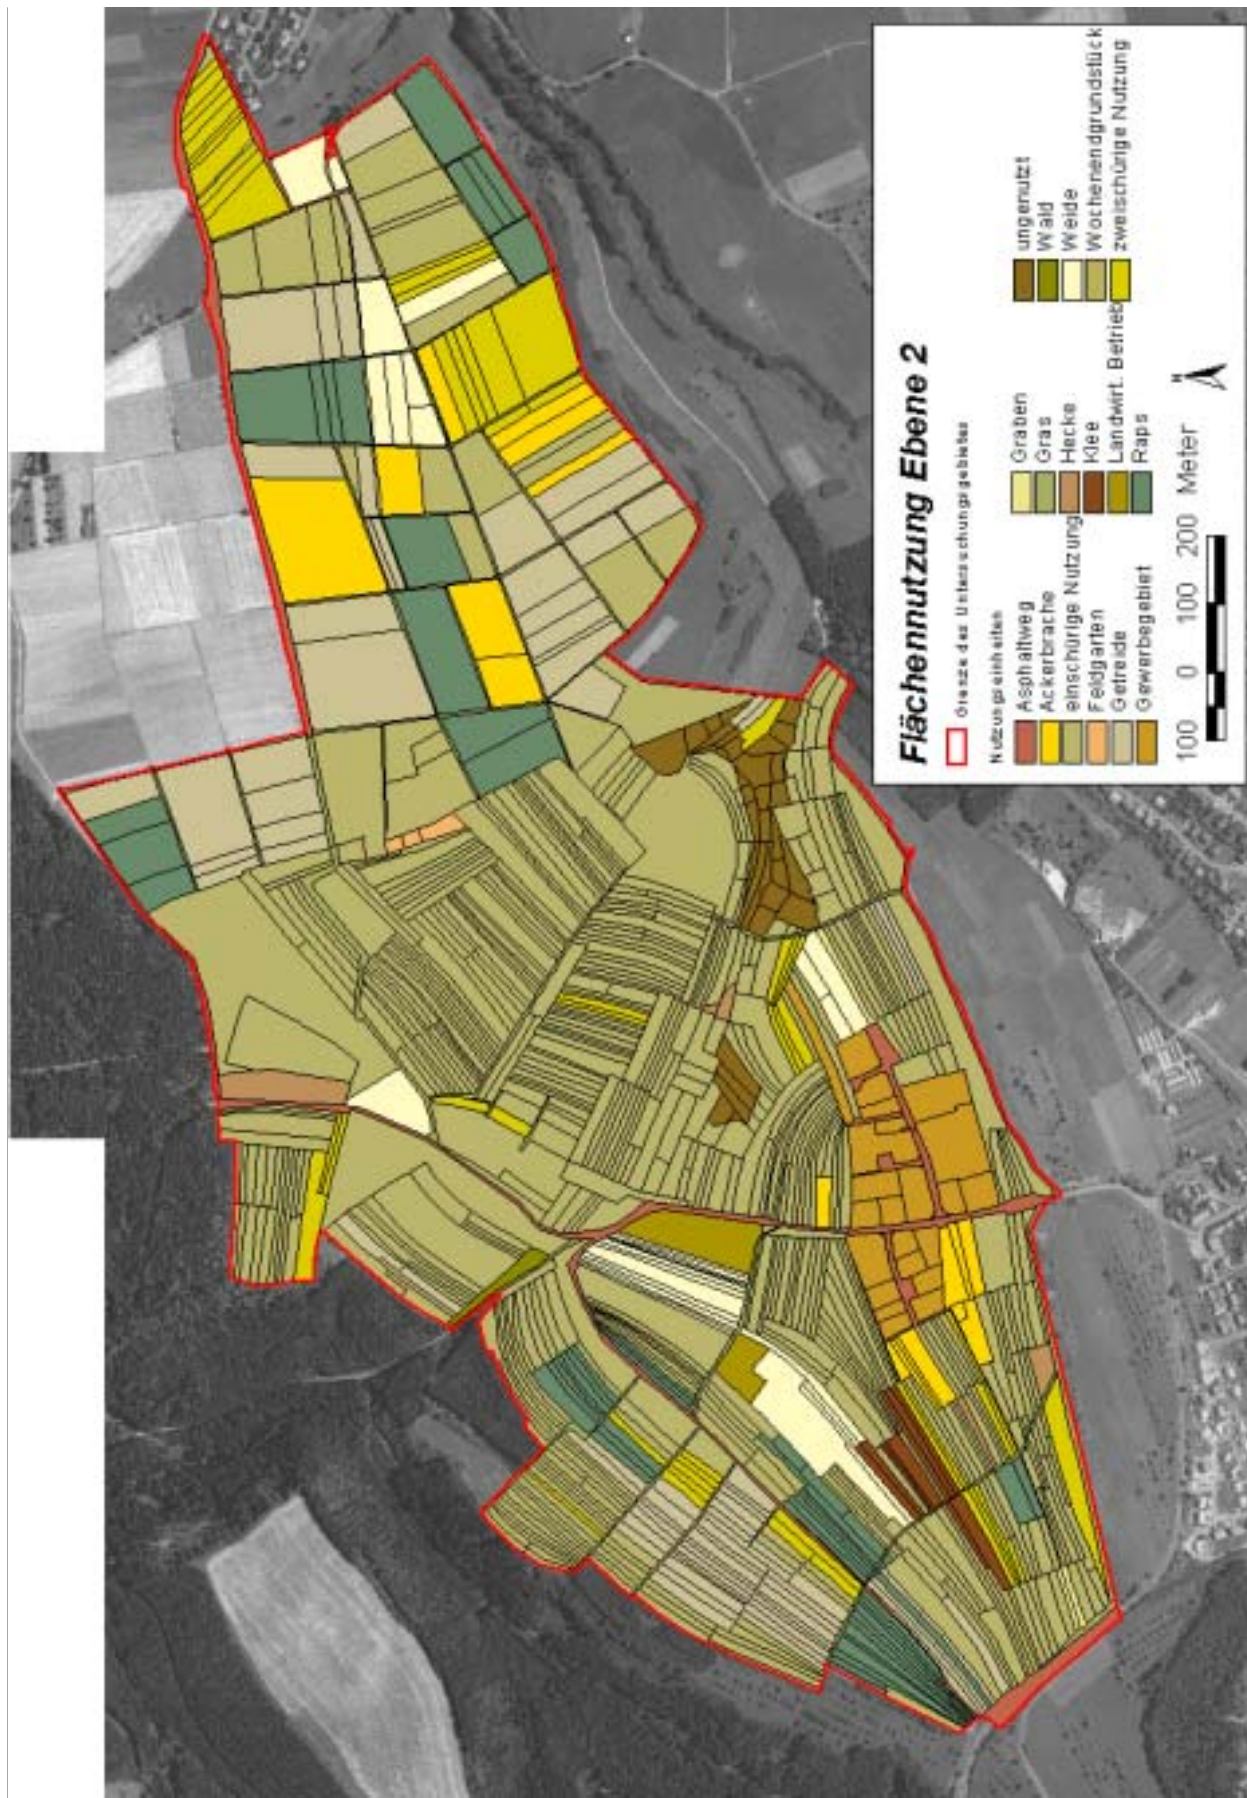 Flächennutzung Ebene 2
Grenze des Untersuchungsgebietes
Nutzungseinheiten
Asphaltweg
Ackerbrache
einschürige Nutzung
Feldgarten
Getreide
Gewerbegebiet
Graben
Gras
Hecke
Klee
Landwirt. Betrieb
Raps
ungenutzt
Wald
Weide
Wochenendgrundstück
zweischürige Nutzung
100 0 100 200 Meter
N